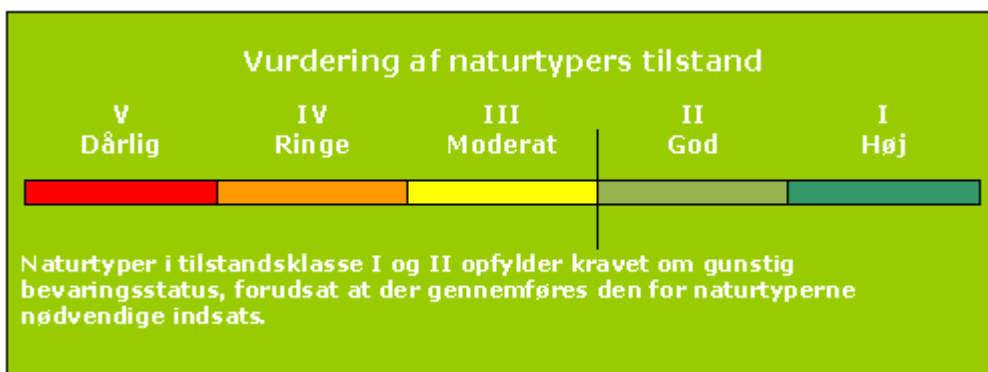 Vurdering af naturtypers tilstand
V IV III II I
Dårlig Ringe Moderat God Høj
Naturtyper i tilstandsklasse I og II opfylder kravet om gunstig
bevaringsstatus, forudsat at der gennemføres den for naturtyperne
nødvendige indsats.